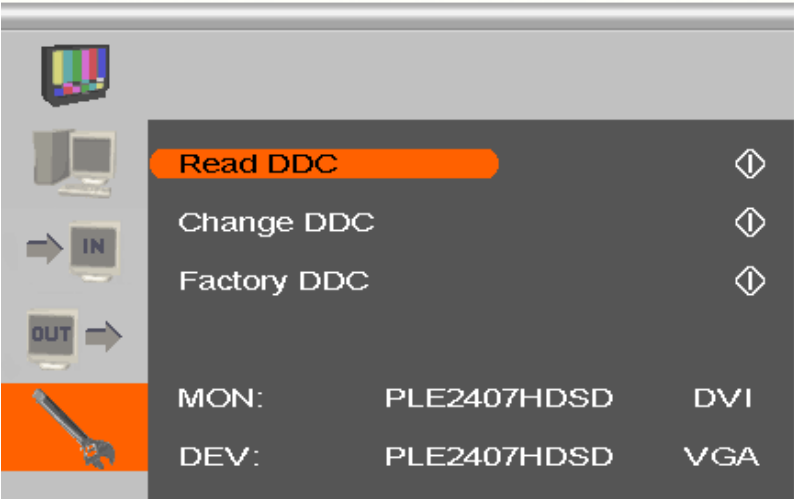 Read DDC
IN
Change DDC
Factory DDC
OUT
MON: PLE2407HDSD DVI
DEV: PLE2407HDSD VGA